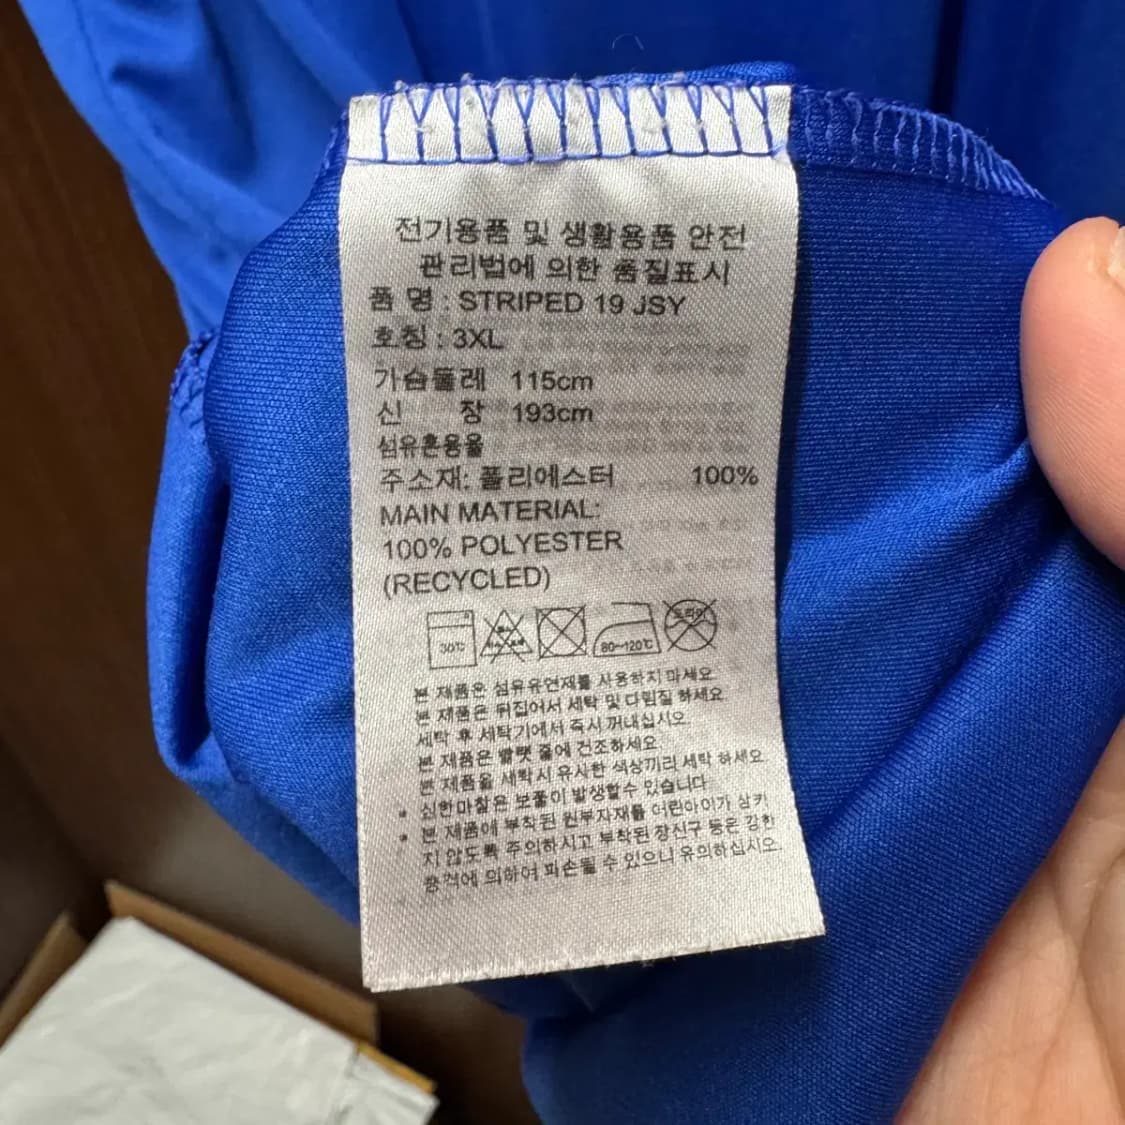 전기용품 및 생활용품 안전
관리법에 의한 품질표시
품 명 : STRIPED 19 JSY
호칭 : 3XL
가슴둘레 115cm
신 장 193cm
섬유혼용율
주소재: 폴리에스터 100%
MAIN MATERIAL:
100% POLYESTER
(RECYCLED)
30℃ 80~120℃ 드라이
본 제품은 섬유유연제를 사용하지 마세요.
본 제품은 뒤집어서 세탁 및 다림질 하세요
세탁 후 세탁기에서 즉시 꺼내십시오.
본 제품은 빨랫 줄에 건조하세요.
본 제품을 세탁시 유사한 색상끼리 세탁 하세요
• 심한마찰은 보풀이 발생할수 있습니다
• 본 제품에 부착된 원부자재를 어린아이가 삼키
지 않도록 주의하시고 부착된 장신구 등은 강한
충격에 의하여 파손될 수 있으니 유의하십시오.